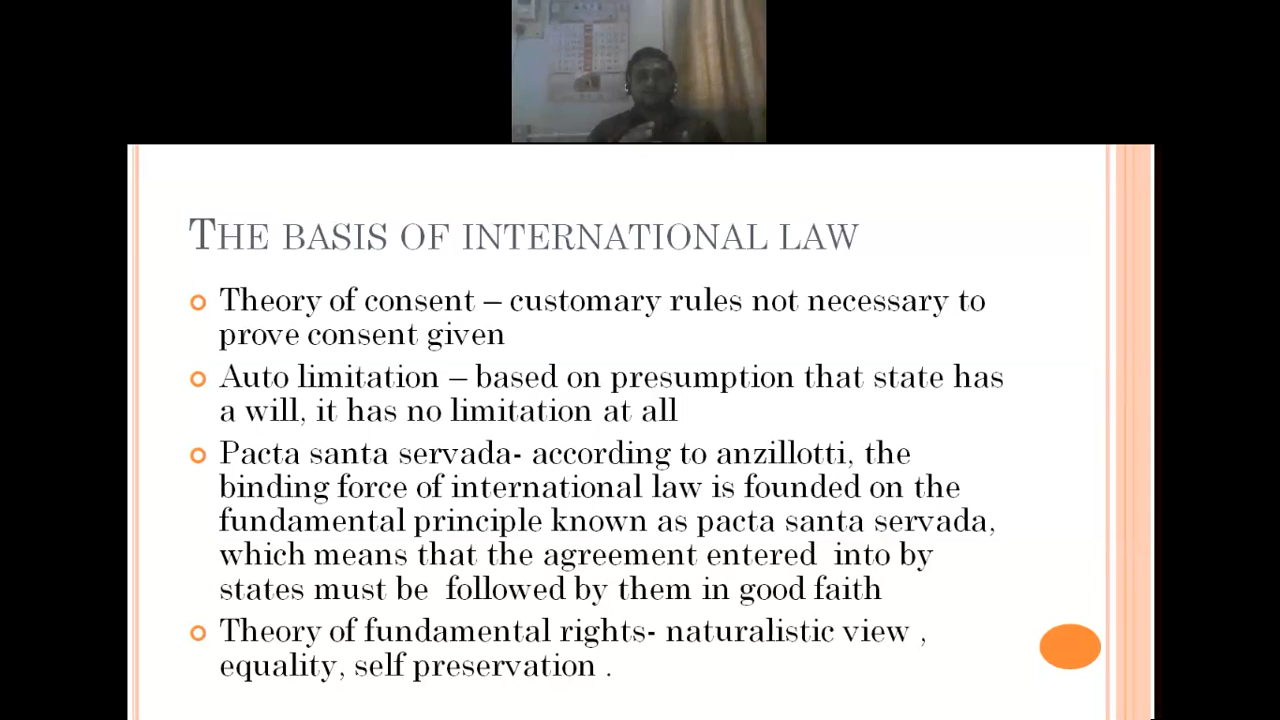 THE BASIS OF INTERNATIONAL LAW
Theory of consent – customary rules not necessary to
prove consent given
Auto limitation – based on presumption that state has
a will, it has no limitation at all
Pacta santa servada- according to anzillotti, the
binding force of international law is founded on the
fundamental principle known as pacta santa servada,
which means that the agreement entered into by
states must be followed by them in good faith
Theory of fundamental rights- naturalistic view ,
equality, self preservation .